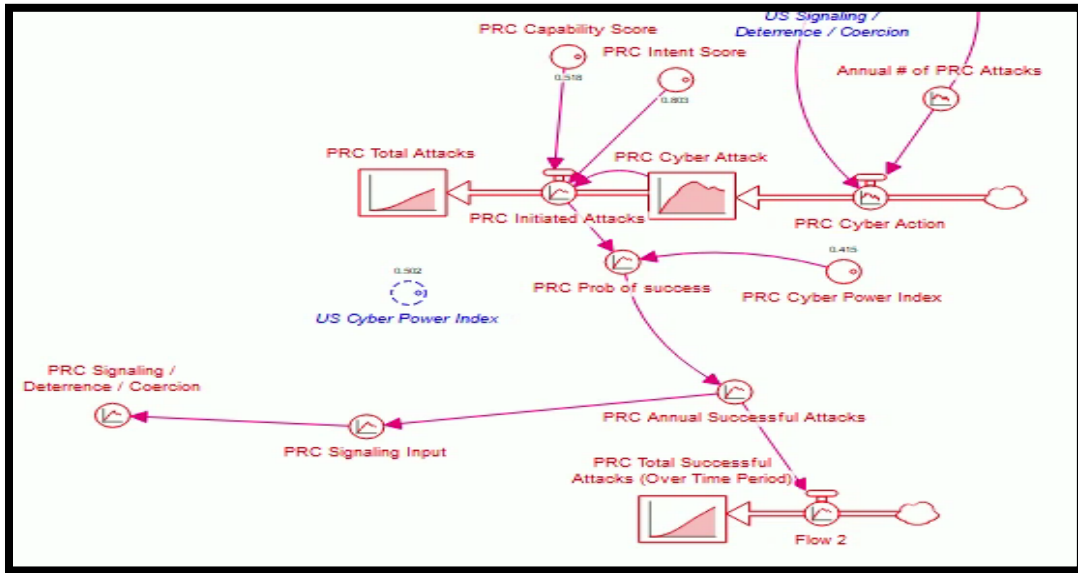 US Signaling /
Deterrence / Coercion
PRC Capability Score
0.518
PRC Intent Score
0.803
Annual # of PRC Attacks
PRC Total Attacks
PRC Cyber Attack
PRC Initiated Attacks
PRC Cyber Action
0.415
PRC Prob of success
PRC Cyber Power Index
0.502
US Cyber Power Index
PRC Signaling /
Deterrence / Coercion
PRC Annual Successful Attacks
PRC Signaling Input
PRC Total Successful
Attacks (Over Time Period)
Flow 2